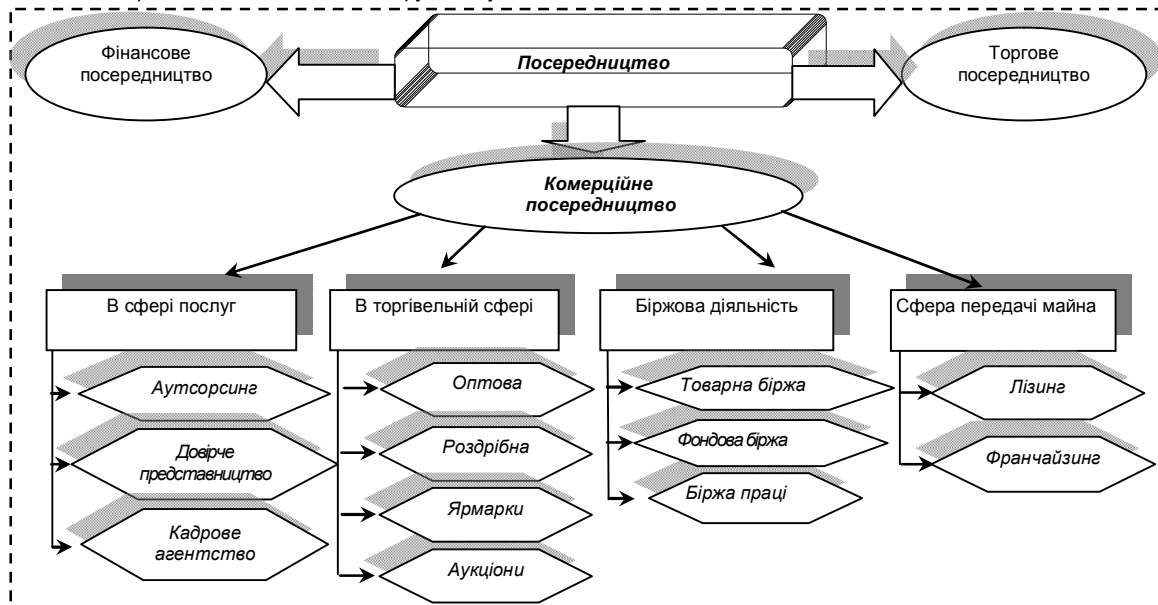 Посередництво
Фінансове
посередництво
Торгове
посередництво
Комерційне
посередництво
В сфері послуг
В торгівельній сфері
Біржова діяльність
Сфера передачі майна
Аутсорсинг
Довірче
представництво
Кадрове
агентство
Оптова
Роздрібна
Ярмарки
Аукціони
Товарна біржа
Фондова біржа
Біржа праці
Лізинг
Франчайзинг